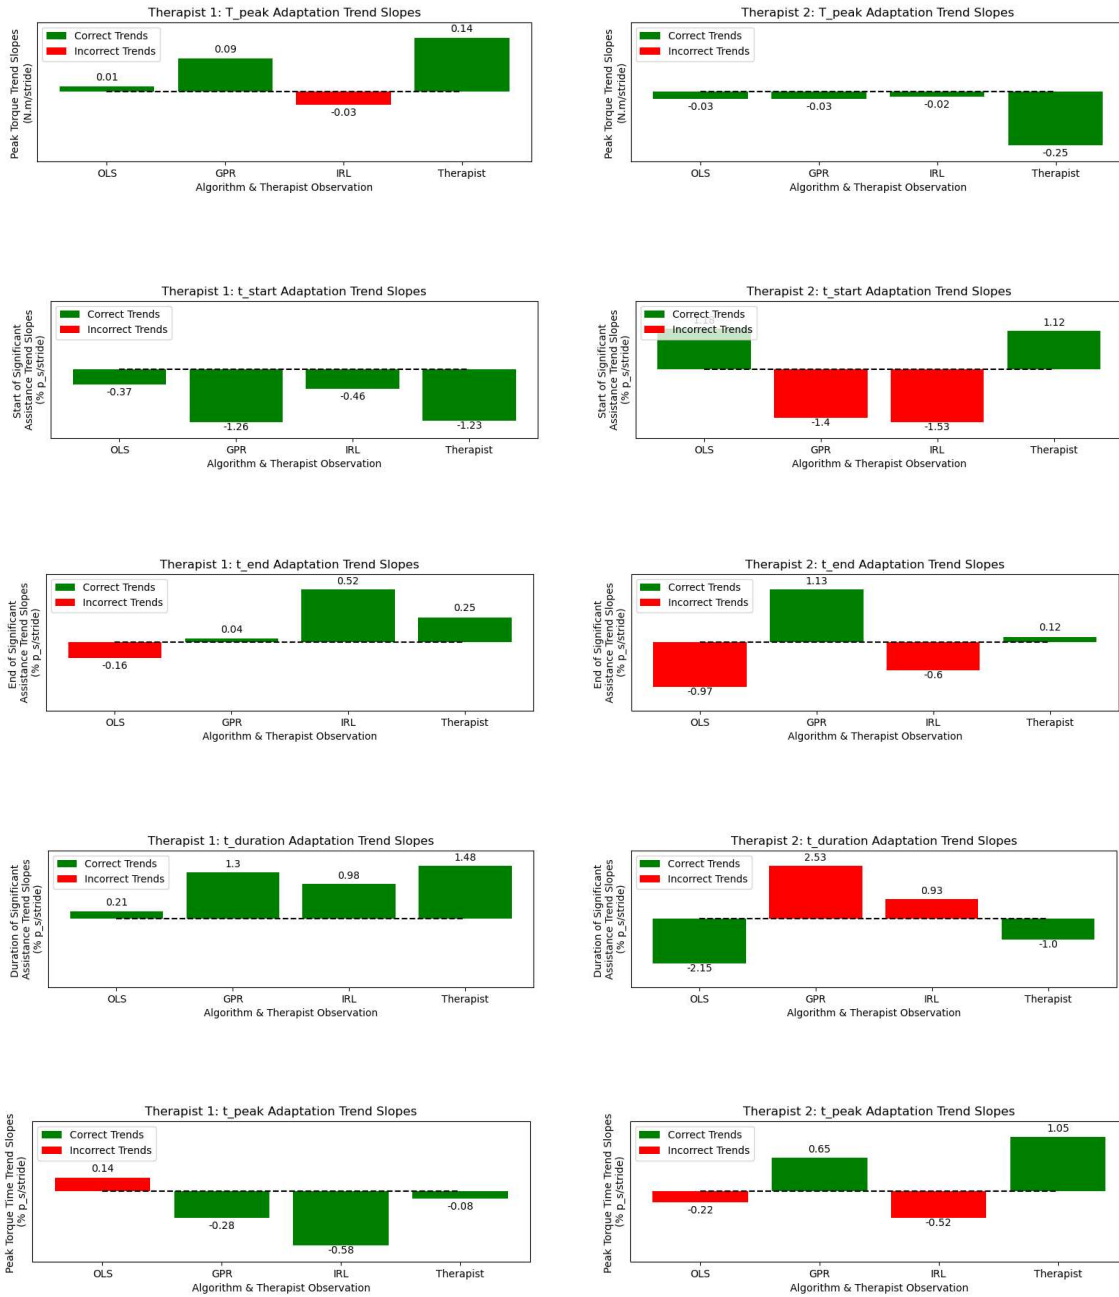 Therapist 1: T_peak Adaptation Trend Slopes
Peak Torque Trend Slopes
(N.m/stride)
Correct Trends
Incorrect Trends
0.01
0.09
-0.03
0.14
OLS
GPR
IRL
Therapist
Algorithm & Therapist Observation
Therapist 2: T_peak Adaptation Trend Slopes
Peak Torque Trend Slopes
(N.m/stride)
Correct Trends
Incorrect Trends
-0.03
-0.03
-0.02
-0.25
OLS
GPR
IRL
Therapist
Algorithm & Therapist Observation
Therapist 1: t_start Adaptation Trend Slopes
Start of Significant
Assistance Trend Slopes
(% p_s/stride)
Correct Trends
Incorrect Trends
-0.37
-1.26
-0.46
-1.23
OLS
GPR
IRL
Therapist
Algorithm & Therapist Observation
Therapist 2: t_start Adaptation Trend Slopes
Start of Significant
Assistance Trend Slopes
(% p_s/stride)
Correct Trends
Incorrect Trends
-1.4
-1.53
1.12
OLS
GPR
IRL
Therapist
Algorithm & Therapist Observation
Therapist 1: t_end Adaptation Trend Slopes
End of Significant
Assistance Trend Slopes
(% p_s/stride)
Correct Trends
Incorrect Trends
-0.16
0.04
0.52
0.25
OLS
GPR
IRL
Therapist
Algorithm & Therapist Observation
Therapist 2: t_end Adaptation Trend Slopes
End of Significant
Assistance Trend Slopes
(% p_s/stride)
Correct Trends
Incorrect Trends
-0.97
1.13
-0.6
0.12
OLS
GPR
IRL
Therapist
Algorithm & Therapist Observation
Therapist 1: t_duration Adaptation Trend Slopes
Duration of Significant
Assistance Trend Slopes
(% p_s/stride)
Correct Trends
Incorrect Trends
0.21
1.3
0.98
1.48
OLS
GPR
IRL
Therapist
Algorithm & Therapist Observation
Therapist 2: t_duration Adaptation Trend Slopes
Duration of Significant
Assistance Trend Slopes
(% p_s/stride)
Correct Trends
Incorrect Trends
-2.15
2.53
0.93
-1.0
OLS
GPR
IRL
Therapist
Algorithm & Therapist Observation
Therapist 1: t_peak Adaptation Trend Slopes
Peak Torque Time Trend Slopes
(% p_s/stride)
Correct Trends
Incorrect Trends
0.14
-0.28
-0.58
-0.08
OLS
GPR
IRL
Therapist
Algorithm & Therapist Observation
Therapist 2: t_peak Adaptation Trend Slopes
Peak Torque Time Trend Slopes
(% p_s/stride)
Correct Trends
Incorrect Trends
-0.22
0.65
-0.52
1.05
OLS
GPR
IRL
Therapist
Algorithm & Therapist Observation